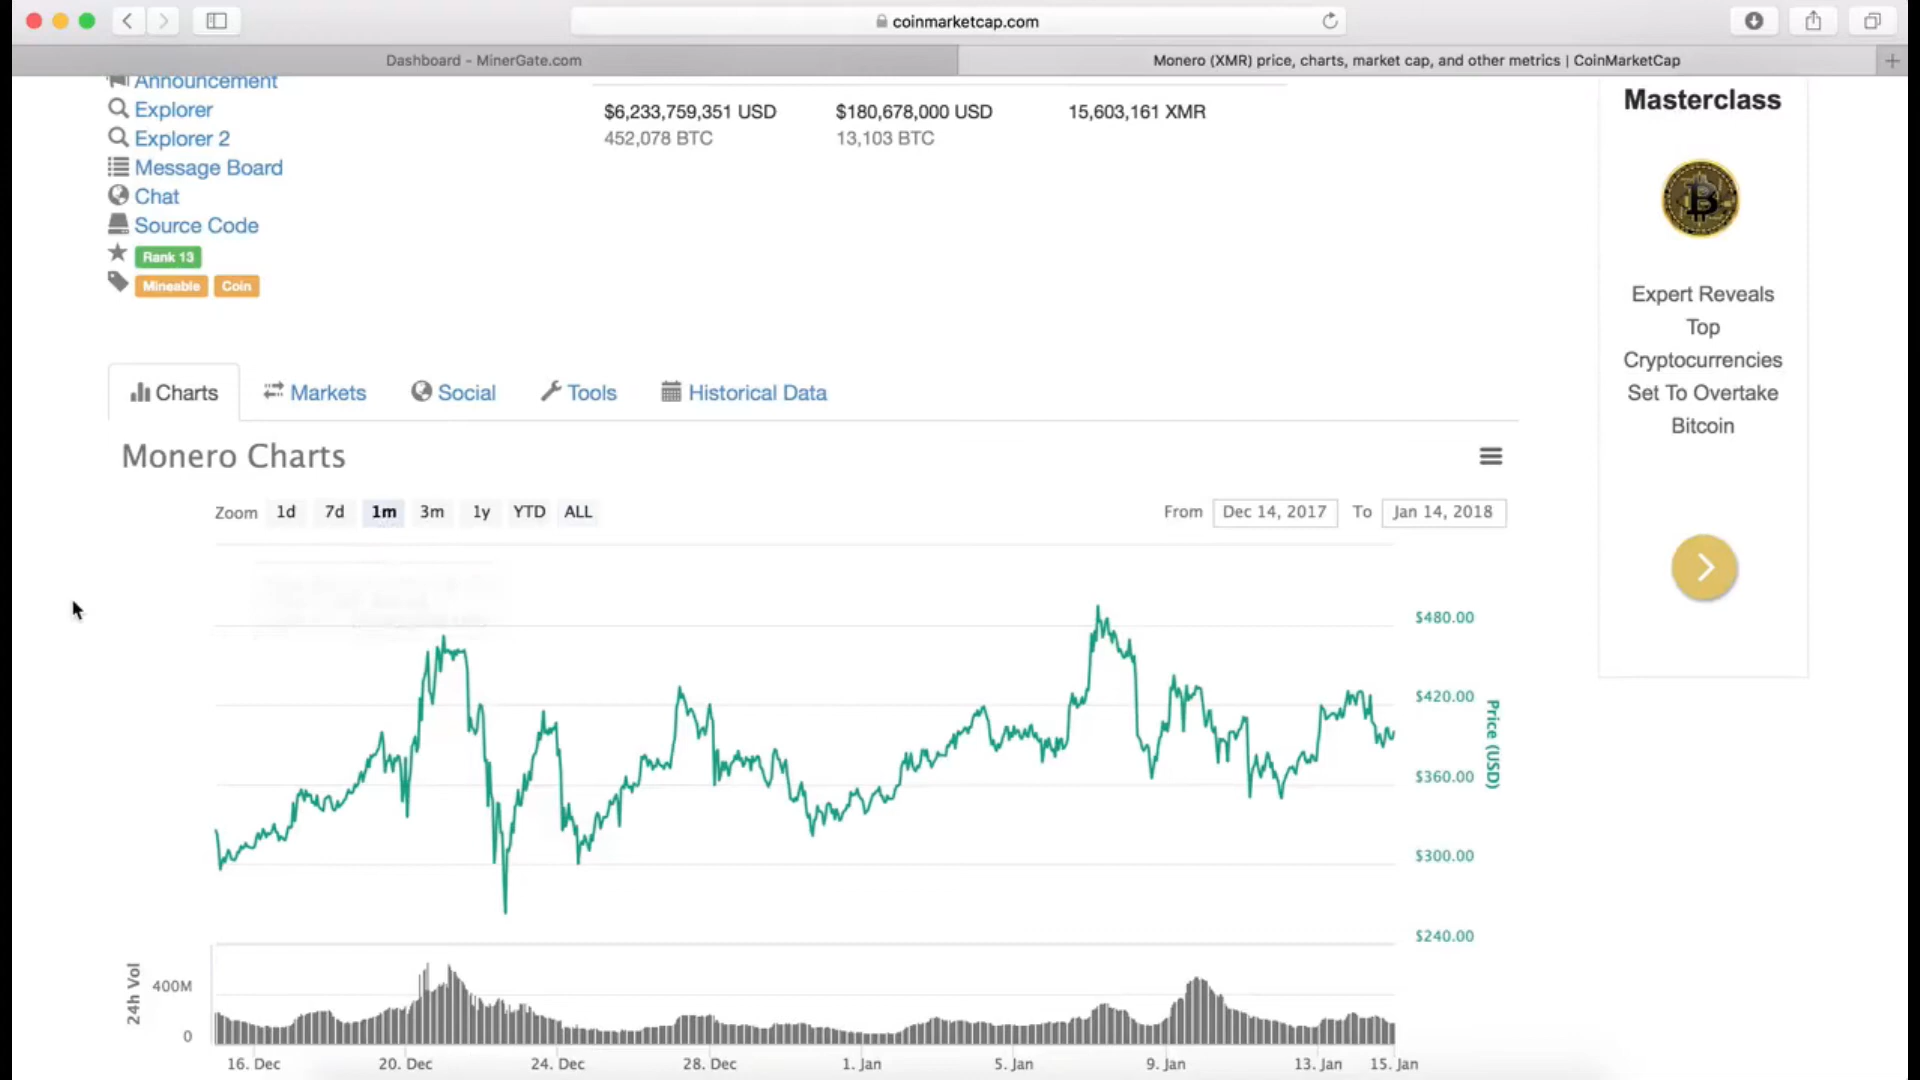 coinmarketcap.com
Dashboard - MinerGate.com
Monero (XMR) price, charts, market cap, and other metrics | CoinMarketCap
Announcement
Explorer
Explorer 2
Message Board
Chat
Source Code
Rank 13
Mineable Coin
$6,233,759,351 USD $180,678,000 USD 15,603,161 XMR
452,078 BTC 13,103 BTC
Masterclass
Expert Reveals
Top
Cryptocurrencies
Set To Overtake
Bitcoin
Charts Markets Social Tools Historical Data
Monero Charts
Zoom 1d 7d 1m 3m 1y YTD ALL From Dec 14, 2017 To Jan 14, 2018
$480.00
$420.00
$360.00
$300.00
$240.00
Price (USD)
24h Vol
400M
0
16. Dec 20. Dec 24. Dec 28. Dec 1. Jan 5. Jan 9. Jan 13. Jan 15. Jan